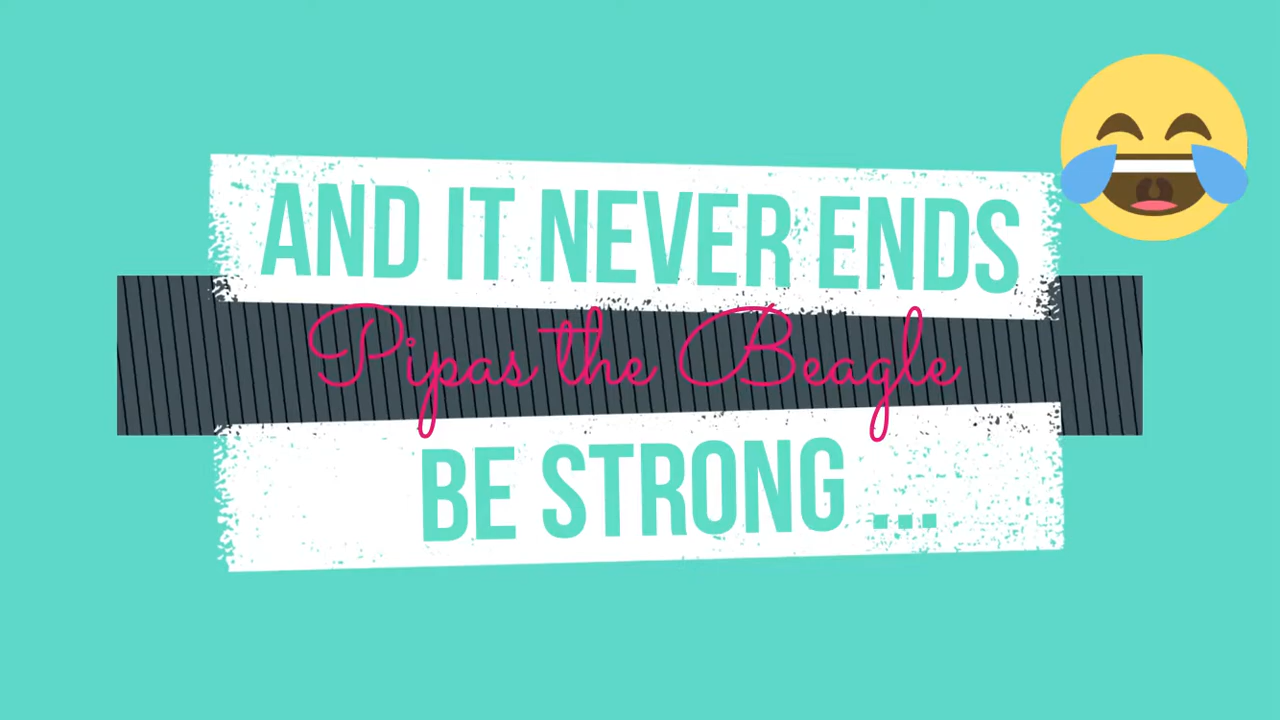 AND IT NEVER ENDS
Pipas the Beagle
BE STRONG ...